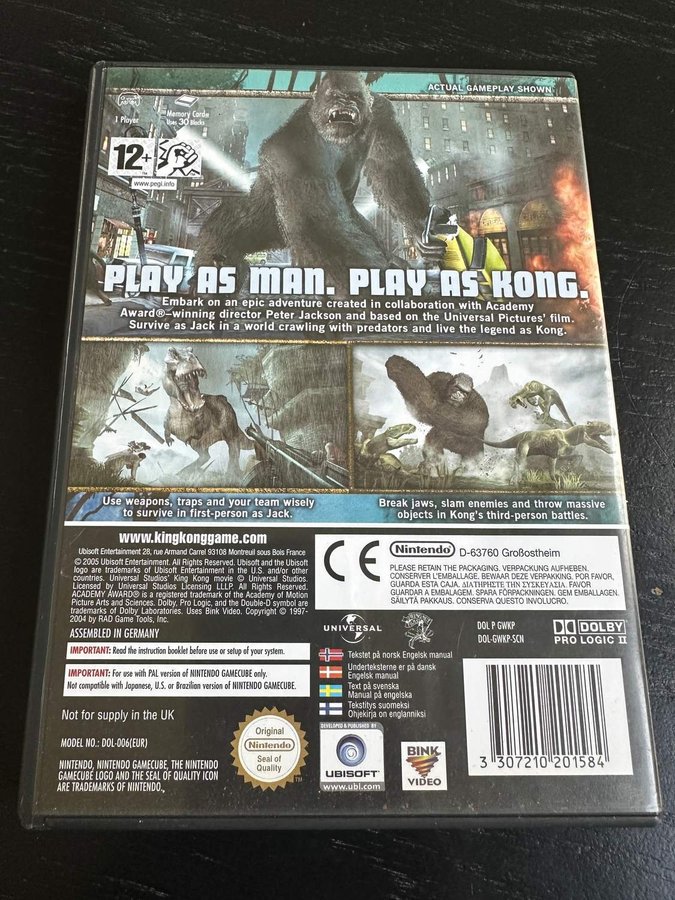 ACTUAL GAMEPLAY SHOWN
1 Player
Memory Card
Uses 30 Blocks
12+
www.pegi.info
PLAY AS MAN. PLAY AS KONG.
Embark on an epic adventure created in collaboration with Academy
Award®–winning director Peter Jackson and based on the Universal Pictures' film.
Survive as Jack in a world crawling with predators and live the legend as Kong.
Use weapons, traps and your team wisely
to survive in first-person as Jack.
Break jaws, slam enemies and throw massive
objects in Kong's third-person battles.
www.kingkonggame.com
Ubisoft Entertainment 28, rue Armand Carrel 93108 Montreuil sous Bois France
© 2005 Ubisoft Entertainment. All Rights Reserved. Ubisoft and the Ubisoft
logo are trademarks of Ubisoft Entertainment in the U.S. and/or other
countries. Universal Studios' King Kong movie © Universal Studios.
Licensed by Universal Studios Licensing LLLP. All Rights Reserved.
ACADEMY AWARD® is a registered trademark of the Academy of Motion
Picture Arts and Sciences. Dolby, Pro Logic, and the Double-D symbol are
trademarks of Dolby Laboratories. Uses Bink Video. Copyright © 1997-
2004 by RAD Game Tools, Inc.
ASSEMBLED IN GERMANY
IMPORTANT: Read the instruction booklet before use or setup of your system.
IMPORTANT: For use with PAL version of NINTENDO GAMECUBE only.
Not compatible with Japanese, U.S. or Brazilian version of NINTENDO GAMECUBE.
Not for supply in the UK
MODEL NO.: DOL-006(EUR)
NINTENDO, NINTENDO GAMECUBE, THE NINTENDO
GAMECUBE LOGO AND THE SEAL OF QUALITY ICON
ARE TRADEMARKS OF NINTENDO.
Original
Nintendo
Seal of
Quality
TM
CE
Nintendo
D-63760 Großostheim
PLEASE RETAIN THE PACKAGING. VERPACKUNG AUFHEBEN.
CONSERVER L'EMBALLAGE. BEWAAR DEZE VERPAKKING. POR FAVOR,
GUARDA ESTA CAJA. ΔΙΑΤΗΡΗΣΤΕ ΤΗΝ ΣΥΣΚΕΥΑΣΙΑ. FAVOR
GUARDAR A EMBALAGEM. SPARA FÖRPACKNINGEN. GEM EMBALLAGEN.
SÄILYTÄ PAKKAUS. CONSERVA QUESTO INVOLUCRO.
UNIVERSAL
DOL P GWKP
DOL-GWKP-SCN
DOLBY
PRO LOGIC II
Tekstet på norsk Engelsk manual
Underteksterne er på dansk
Engelsk manual
Text på svenska
Manual på engelska
Tekstitys suomeksi
Ohjekirja on englanniksi
DEVELOPED & PUBLISHED BY
UBISOFT
www.ubi.com
BINK
VIDEO
3 307210 201584